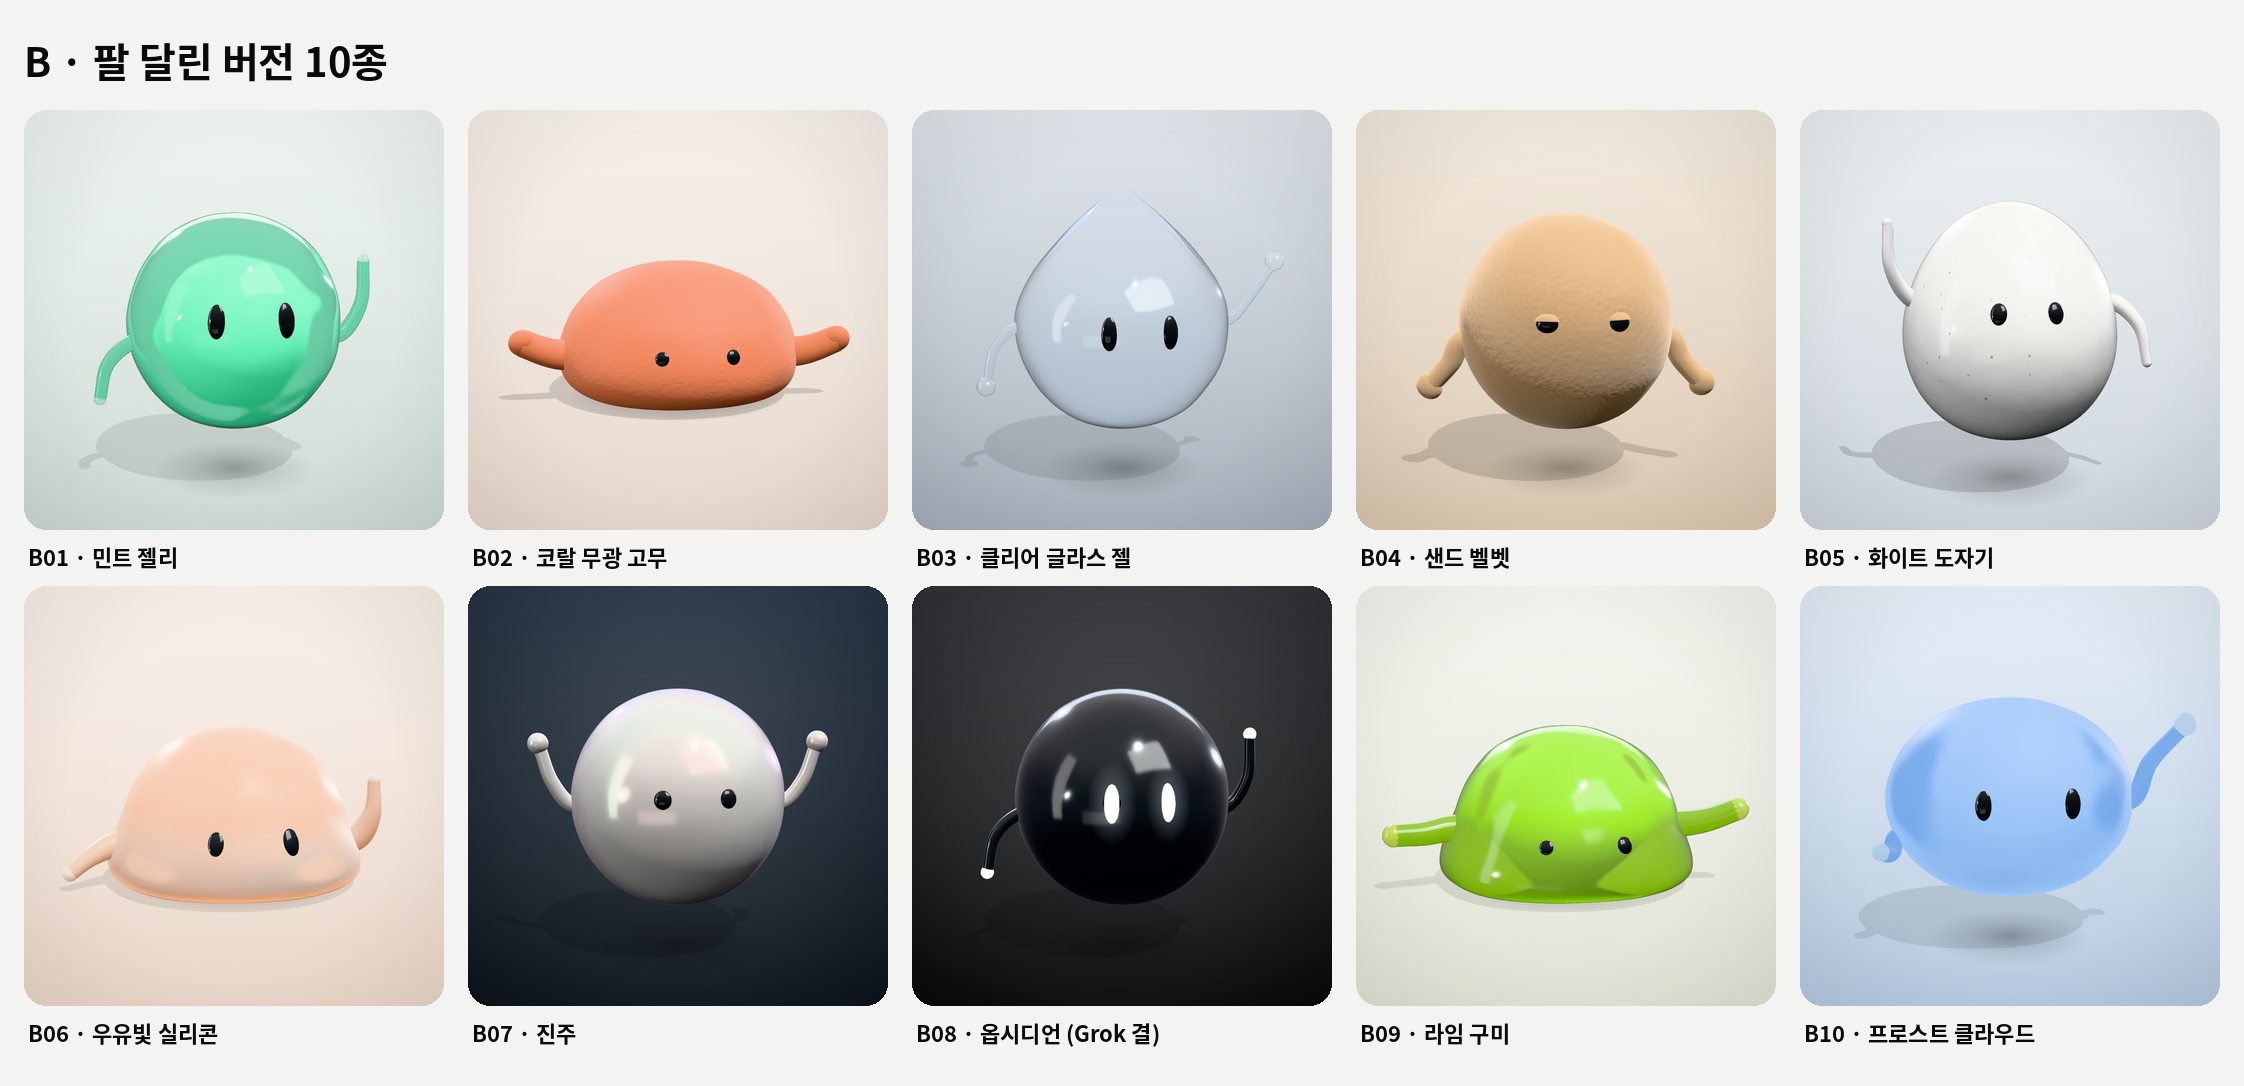 B · 팔 달린 버전 10종
B01 · 민트 젤리
B02 · 코랄 무광 고무
B03 · 클리어 글라스 젤
B04 · 샌드 벨벳
B05 · 화이트 도자기
B06 · 우유빛 실리콘
B07 · 진주
B08 · 옵시디언 (Grok 결)
B09 · 라임 구미
B10 · 프로스트 클라우드